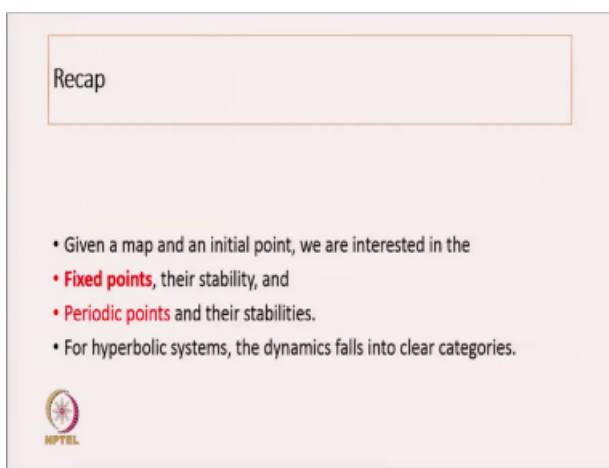 Recap
• Given a map and an initial point, we are interested in the
• Fixed points, their stability, and
• Periodic points and their stabilities.
• For hyperbolic systems, the dynamics falls into clear categories.
NPTEL